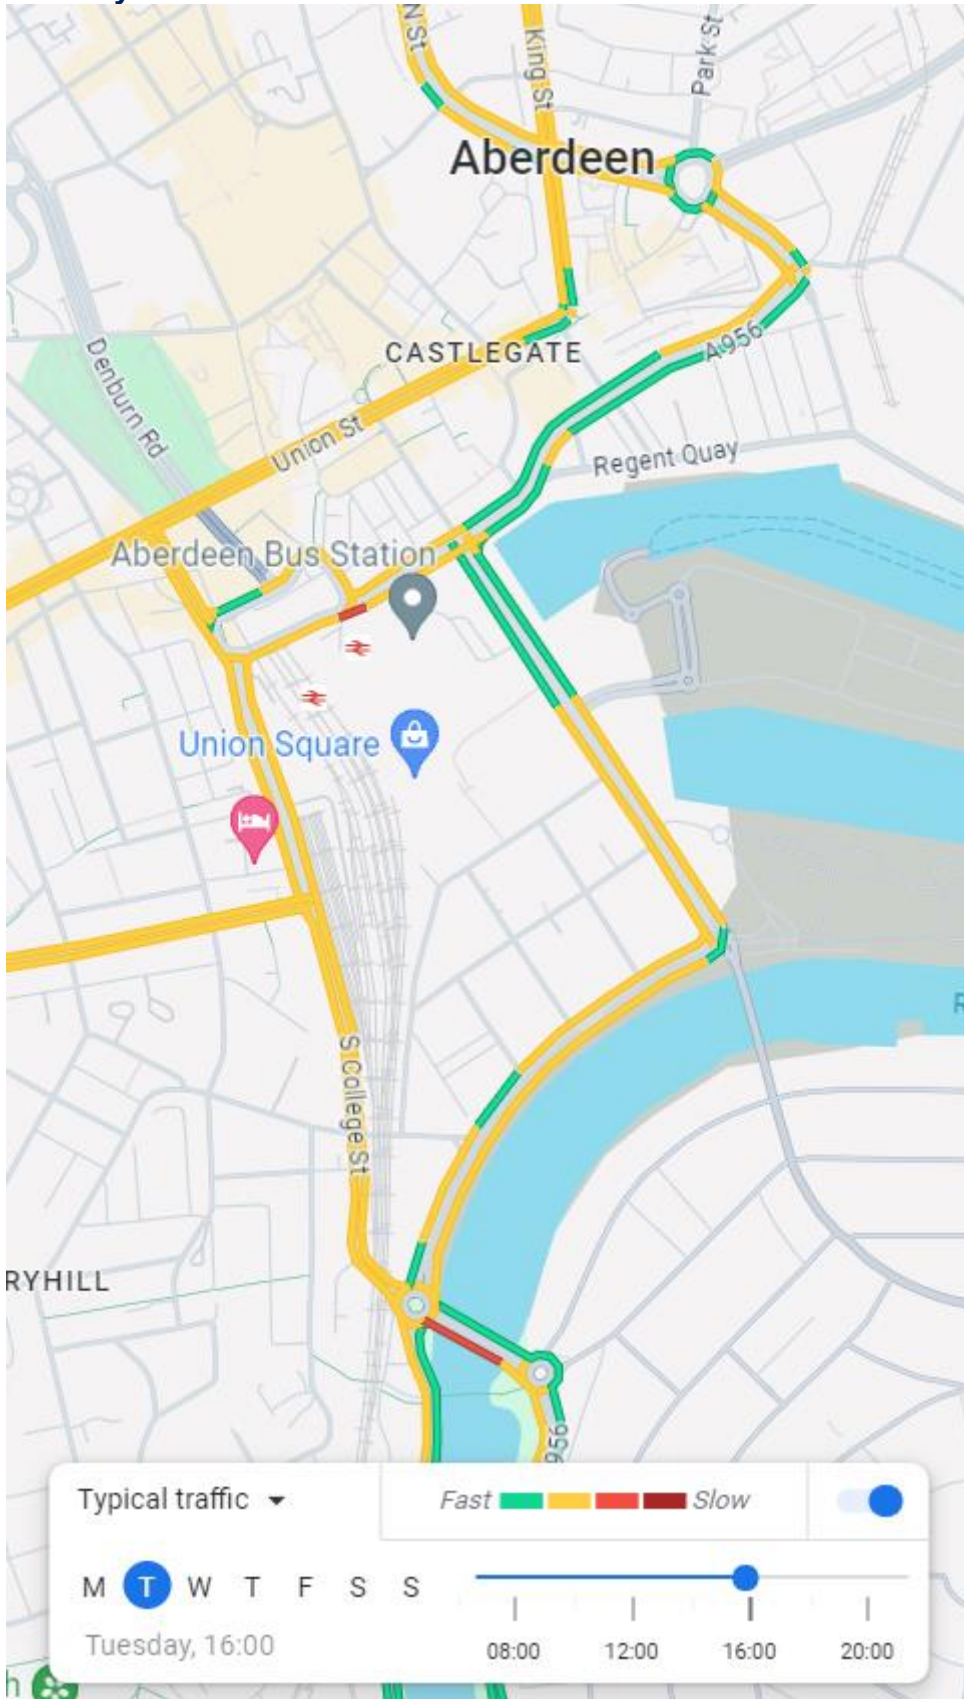 N St
King St
Park St
Aberdeen
CASTLEGATE
A956
Denburn Rd
Union St
Regent Quay
Aberdeen Bus Station
Union Square
R
S College St
RYHILL
956
Typical traffic
Fast
Slow
M T W T F S S
Tuesday, 16:00
08:00 12:00 16:00 20:00
h